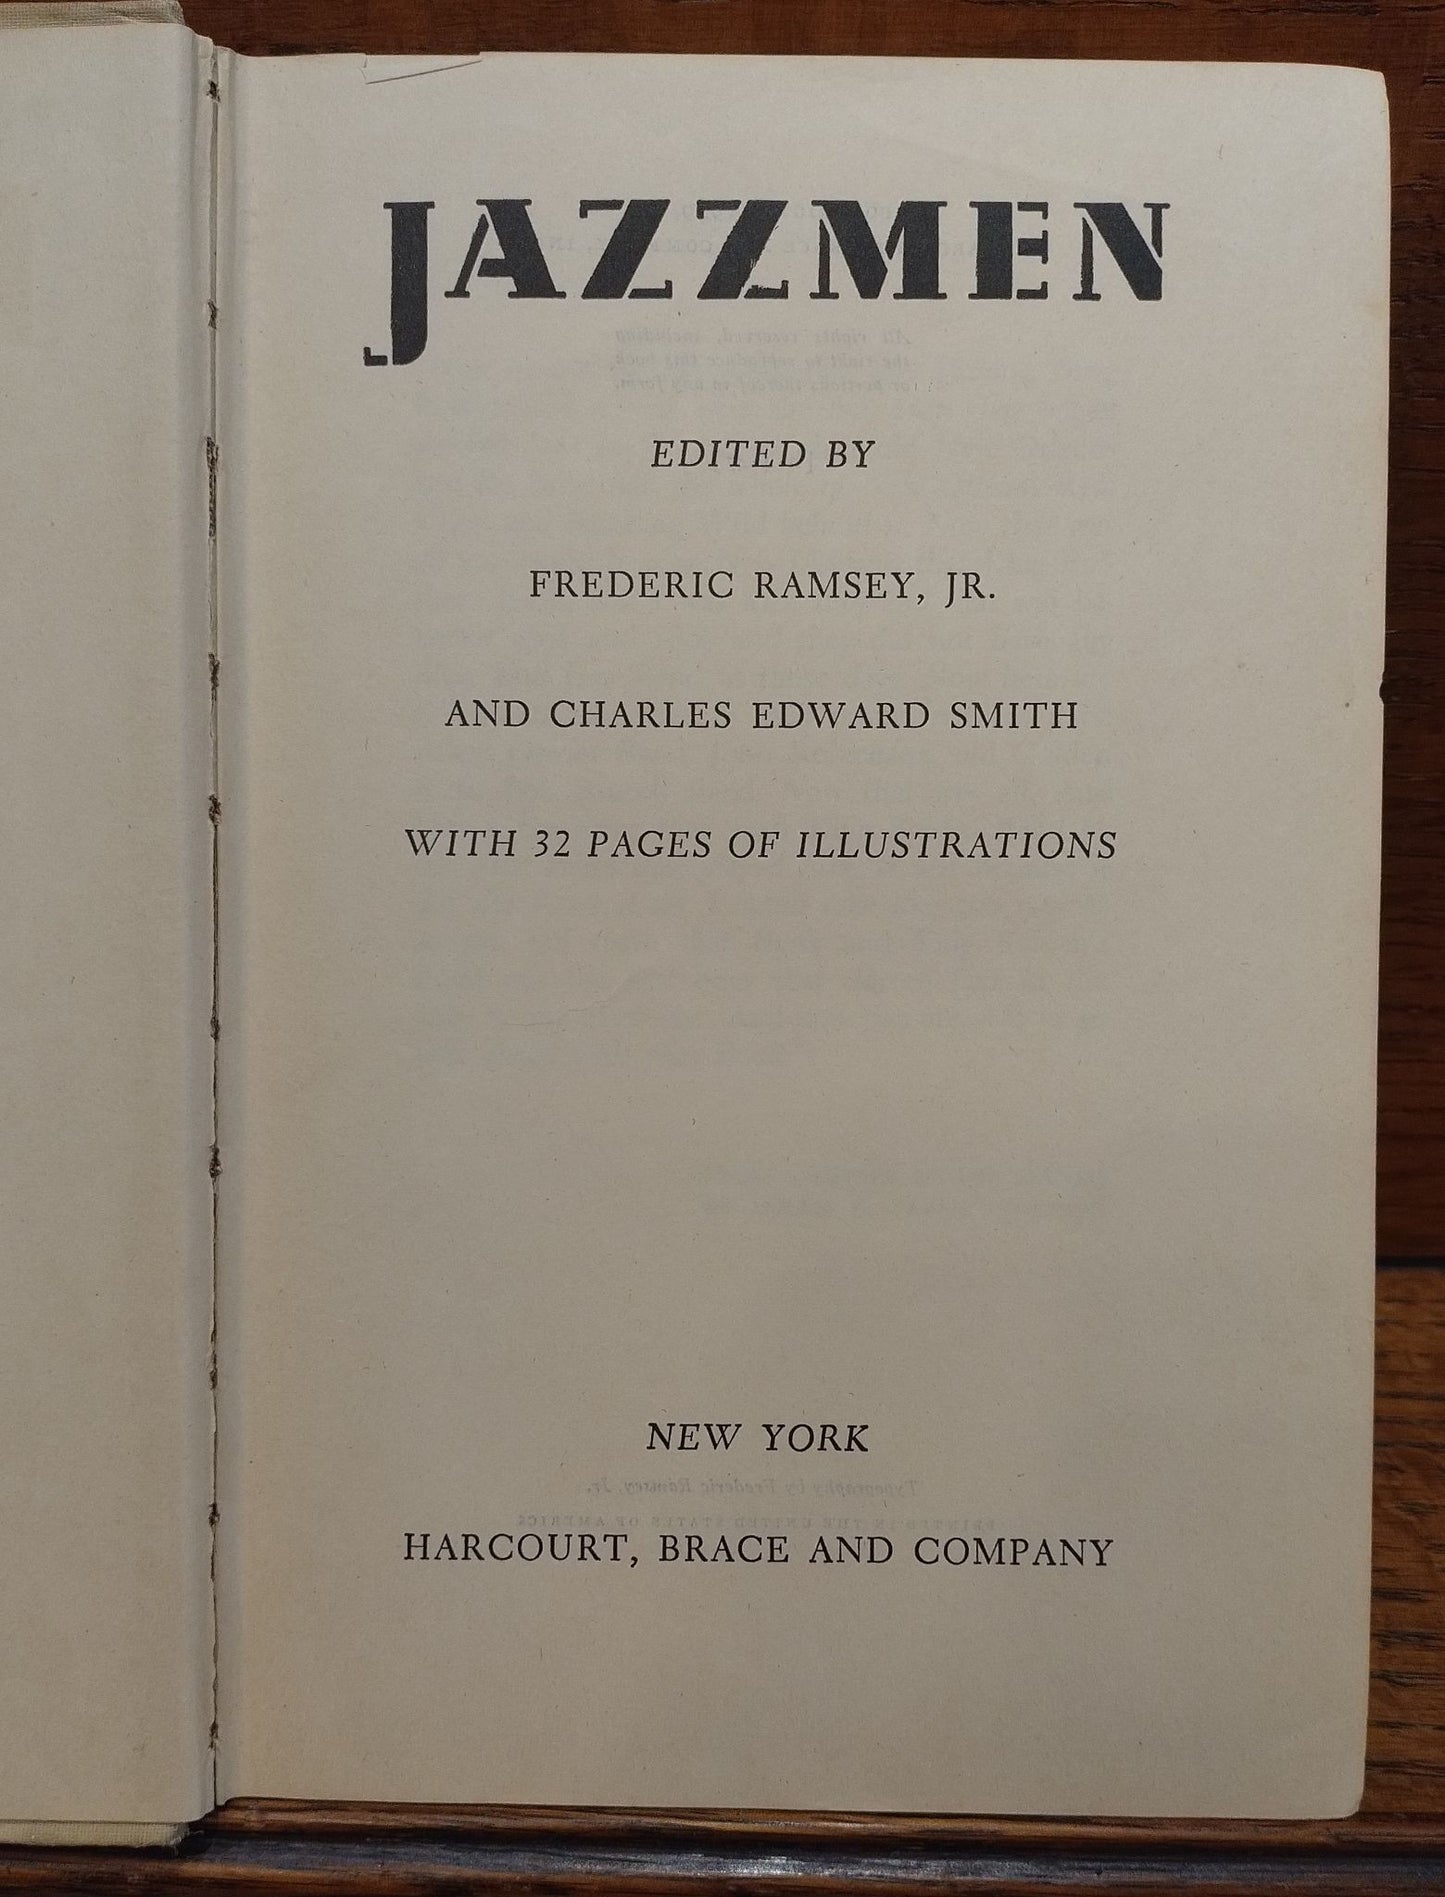 JAZZMEN
EDITED BY
FREDERIC RAMSEY, JR.
AND CHARLES EDWARD SMITH
WITH 32 PAGES OF ILLUSTRATIONS
NEW YORK
HARCOURT, BRACE AND COMPANY